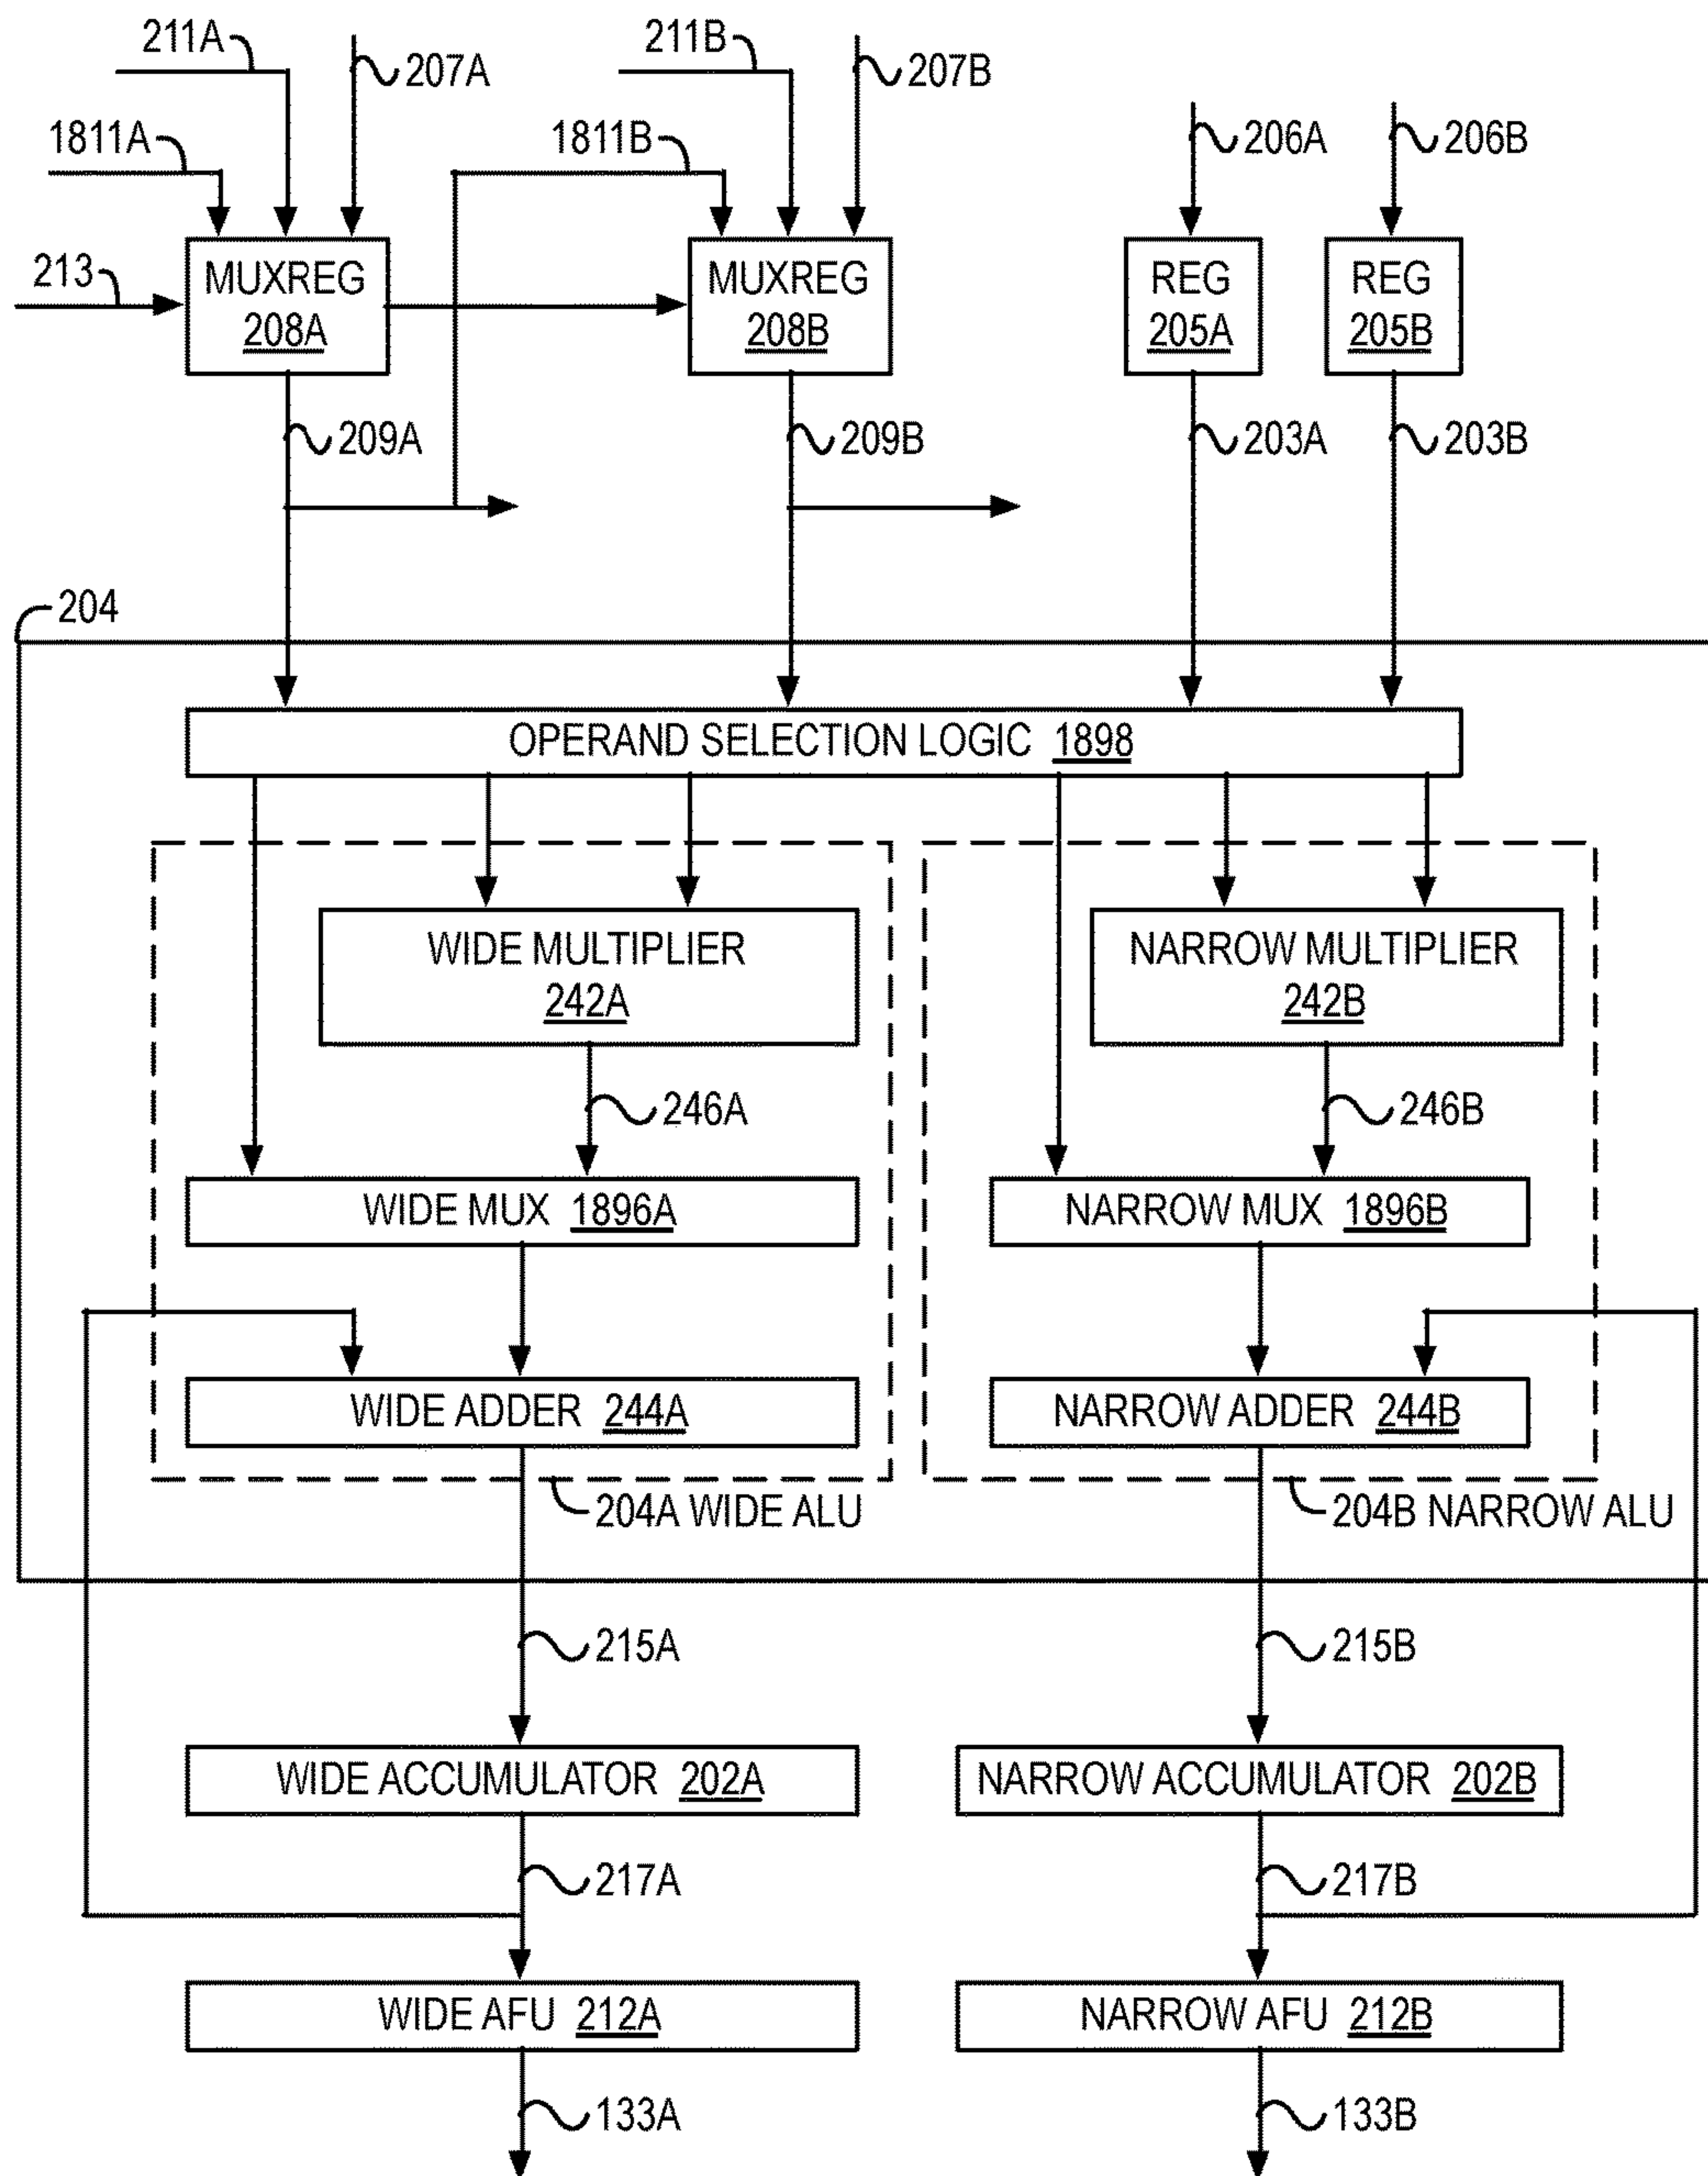 211A 207A 211B 207B
1811A 1811B 206A 206B
213
MUXREG MUXREG REG REG
208A 208B 205A 205B
209A 209B 203A 203B
204
OPERAND SELECTION LOGIC 1898
WIDE MULTIPLIER NARROW MULTIPLIER
242A 242B
246A 246B
WIDE MUX 1896A NARROW MUX 1896B
WIDE ADDER 244A NARROW ADDER 244B
204A WIDE ALU 204B NARROW ALU
215A 215B
WIDE ACCUMULATOR 202A NARROW ACCUMULATOR 202B
217A 217B
WIDE AFU 212A NARROW AFU 212B
133A 133B